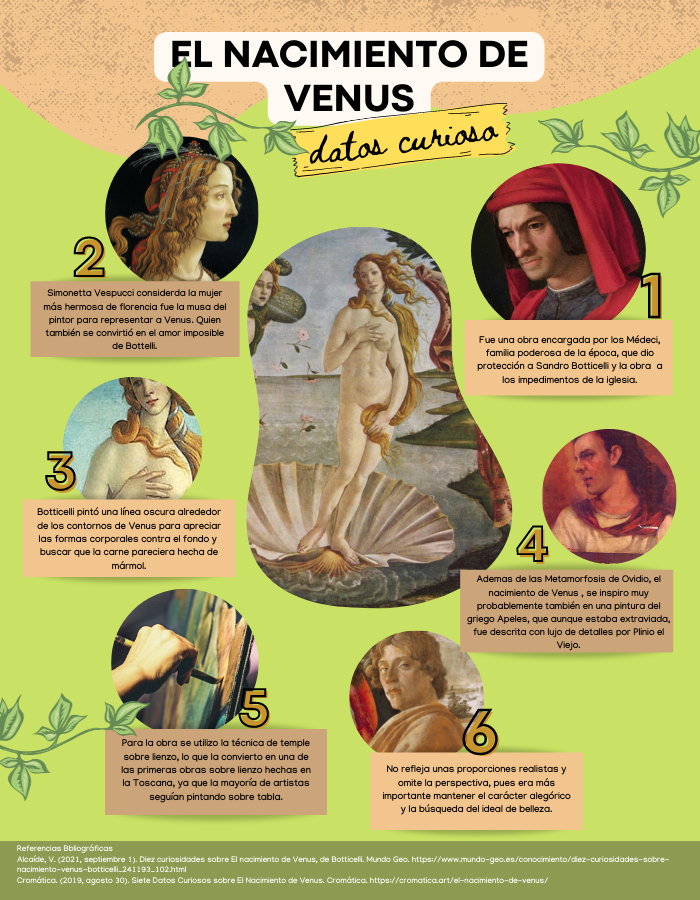 EL NACIMIENTO DE
VENUS
datos curioso
1
Fue una obra encargada por los Médeci,
familia poderosa de la época, que dio
protección a Sandro Botticelli y la obra a
los impedimentos de la iglesia.
2
Simonetta Vespucci considerda la mujer
más hermosa de florencia fue la musa del
pintor para representar a Venus. Quien
también se convirtió en el amor imposible
de Bottelli.
3
Botticelli pintó una línea oscura alrededor
de los contornos de Venus para apreciar
las formas corporales contra el fondo y
buscar que la carne pareciera hecha de
mármol.
4
Ademas de las Metamorfosis de Ovidio, el
nacimiento de Venus , se inspiro muy
probablemente también en una pintura del
griego Apeles, que aunque estaba extraviada,
fue descrita con lujo de detalles por Plinio el
Viejo.
5
Para la obra se utilizo la técnica de temple
sobre lienzo, lo que la convierto en una de
las primeras obras sobre lienzo hechas en
la Toscana, ya que la mayoría de artistas
seguían pintando sobre tabla.
6
No refleja unas proporciones realistas y
omite la perspectiva, pues era más
importante mantener el carácter alegórico
y la búsqueda del ideal de belleza.
Referencias Bbliográficas
Alcaíde, V. (2021, septiembre 1). Diez curiosidades sobre El nacimiento de Venus, de Botticelli. Mundo Geo. https://www.mundo-geo.es/conocimiento/diez-curiosidades-sobre-
nacimiento-venus-botticelli_241193_102.html
Cromática. (2019, agosto 30). Siete Datos Curiosos sobre El Nacimiento de Venus. Cromática. https://cromatica.art/el-nacimiento-de-venus/